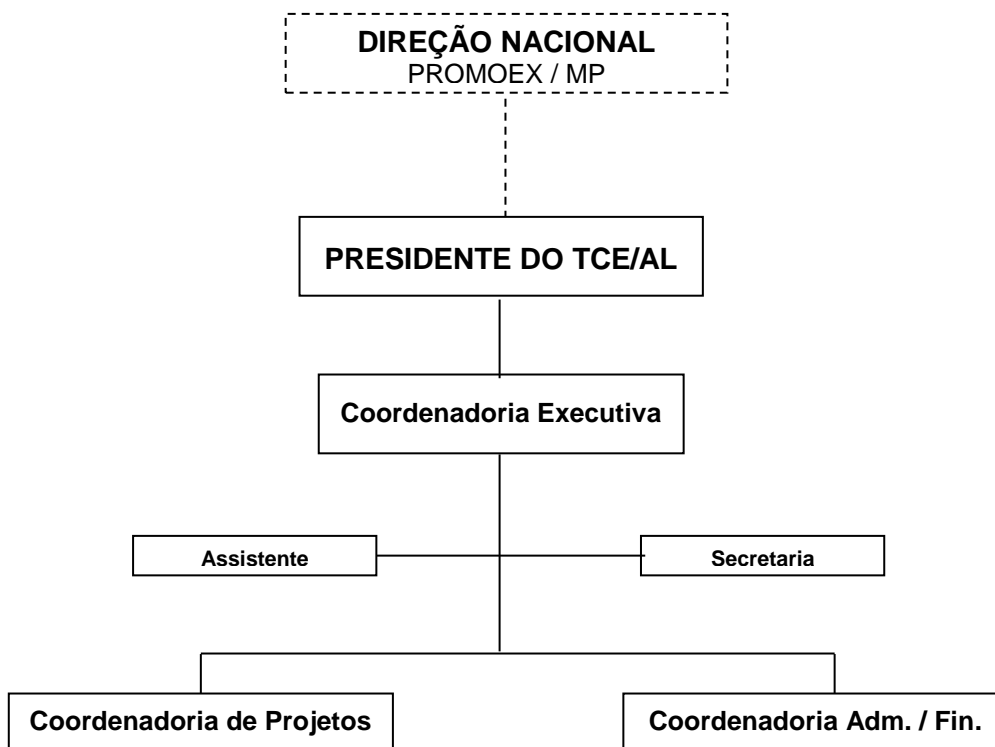 DIREÇÃO NACIONAL
PROMOEX / MP
PRESIDENTE DO TCE/AL
Coordenadoria Executiva
Assistente
Secretaria
Coordenadoria de Projetos
Coordenadoria Adm. / Fin.